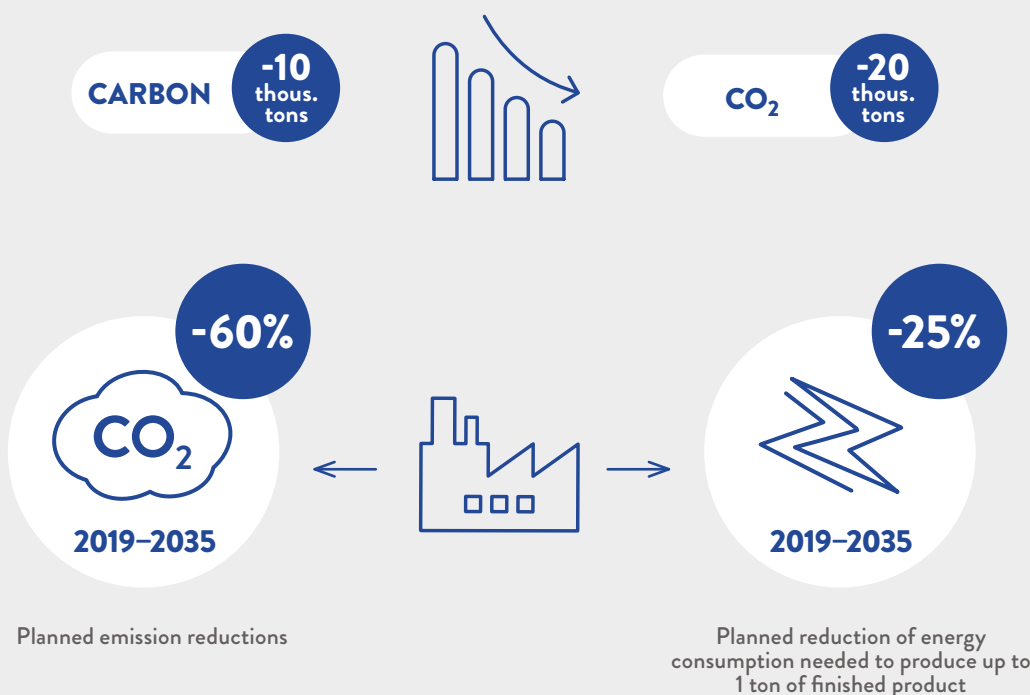 CARBON
-10
thous.
tons
CO₂
-20
thous.
tons
-60%
CO₂
2019–2035
-25%
2019–2035
Planned emission reductions
Planned reduction of energy
consumption needed to produce up to
1 ton of finished product